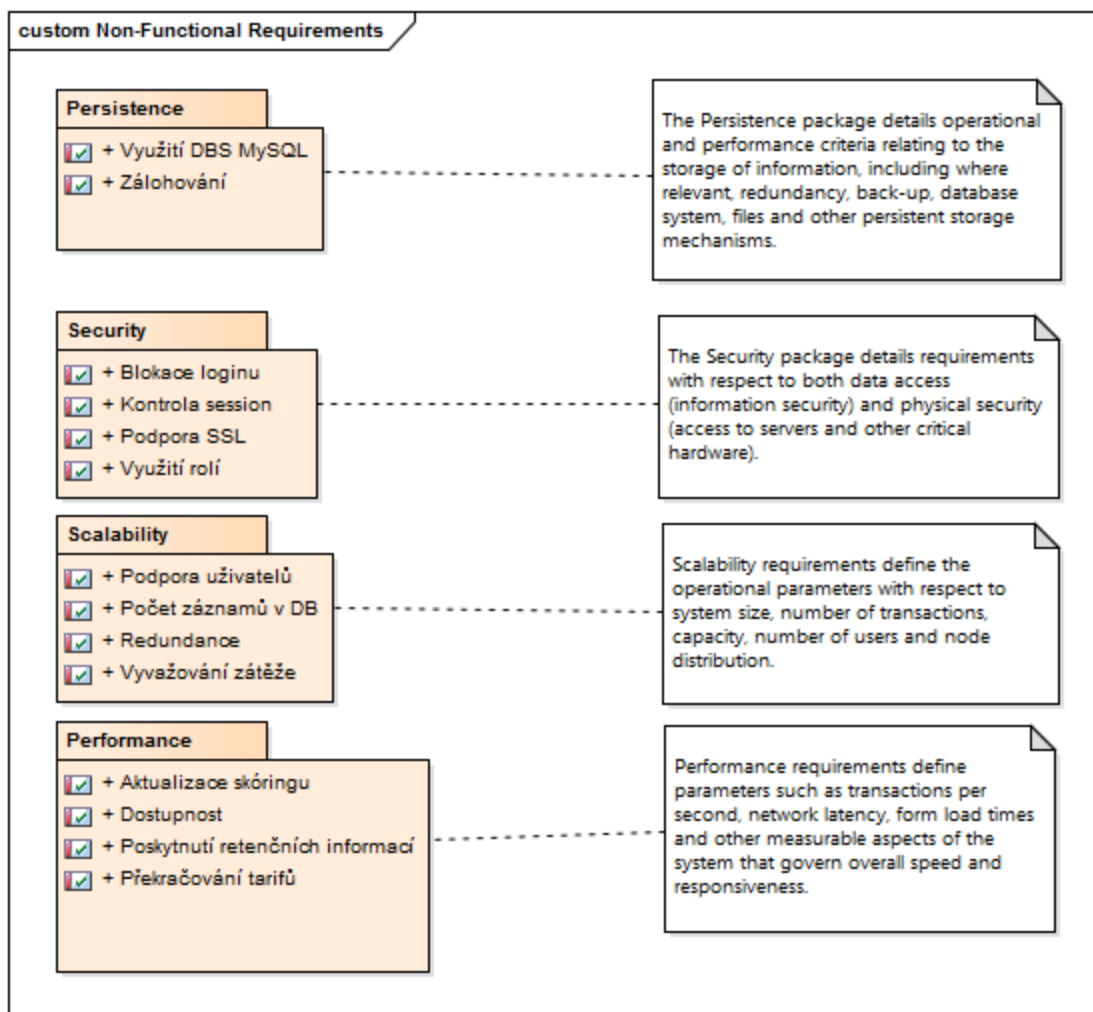 custom Non-Functional Requirements
Persistence
+ Využití DBS MySQL
+ Zálohování
The Persistence package details operational
and performance criteria relating to the
storage of information, including where
relevant, redundancy, back-up, database
system, files and other persistent storage
mechanisms.
Security
+ Blokace loginu
+ Kontrola session
+ Podpora SSL
+ Využití rolí
The Security package details requirements
with respect to both data access
(information security) and physical security
(access to servers and other critical
hardware).
Scalability
+ Podpora uživatelů
+ Počet záznamů v DB
+ Redundance
+ Vyvažování zátěže
Scalability requirements define the
operational parameters with respect to
system size, number of transactions,
capacity, number of users and node
distribution.
Performance
+ Aktualizace skóringu
+ Dostupnost
+ Poskytnutí retenčních informací
+ Překračování tarifů
Performance requirements define
parameters such as transactions per
second, network latency, form load times
and other measurable aspects of the
system that govern overall speed and
responsiveness.